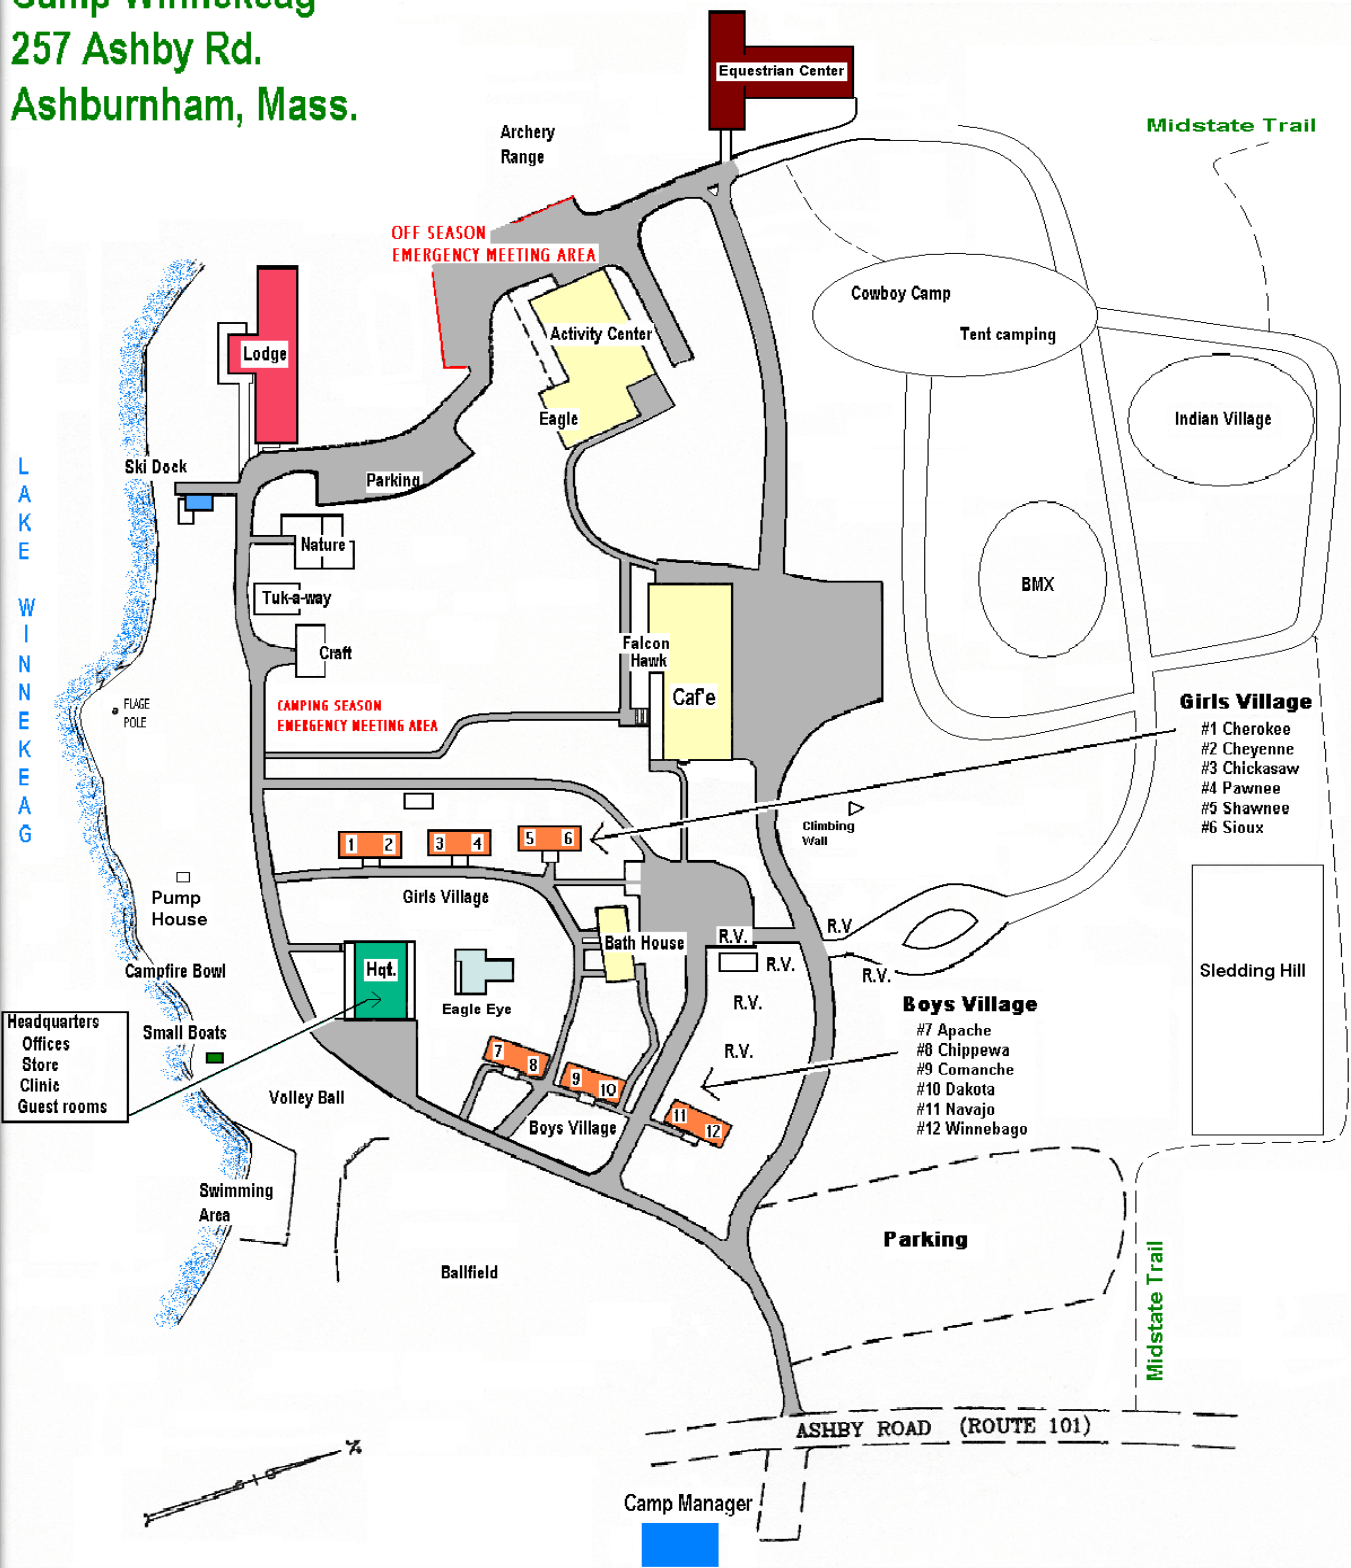 Camp Winnekeag
257 Ashby Rd.
Ashburnham, Mass.
Equestrian Center
Midstate Trail
Archery
Range
OFF SEASON
EMERGENCY MEETING AREA
Cowboy Camp
Tent camping
Activity Center
Lodge
Eagle
Indian Village
Ski Dock
Parking
LAKE WINNEKEAG
Nature
BMX
Tuk-a-way
Craft
Falcon
Hawk
Caf'e
FLAGE
POLE
CAMPING SEASON
EMERGENCY MEETING AREA
Girls Village
#1 Cherokee
#2 Cheyenne
#3 Chickasaw
#4 Pawnee
#5 Shawnee
#6 Sioux
Climbing
Wall
1 2
3 4
5 6
Girls Village
Pump
House
R.V.
R.V.
Bath House
R.V.
R.V.
Campfire Bowl
Hqt.
Sledding Hill
Eagle Eye
R.V.
Boys Village
#7 Apache
#8 Chippewa
#9 Comanche
#10 Dakota
#11 Navajo
#12 Winnebago
Headquarters
Offices
Store
Clinic
Guest rooms
Small Boats
R.V.
7 8
9 10
11 12
Volley Ball
Boys Village
Swimming
Area
Parking
Ballfield
Midstate Trail
ASHBY ROAD (ROUTE 101)
Camp Manager